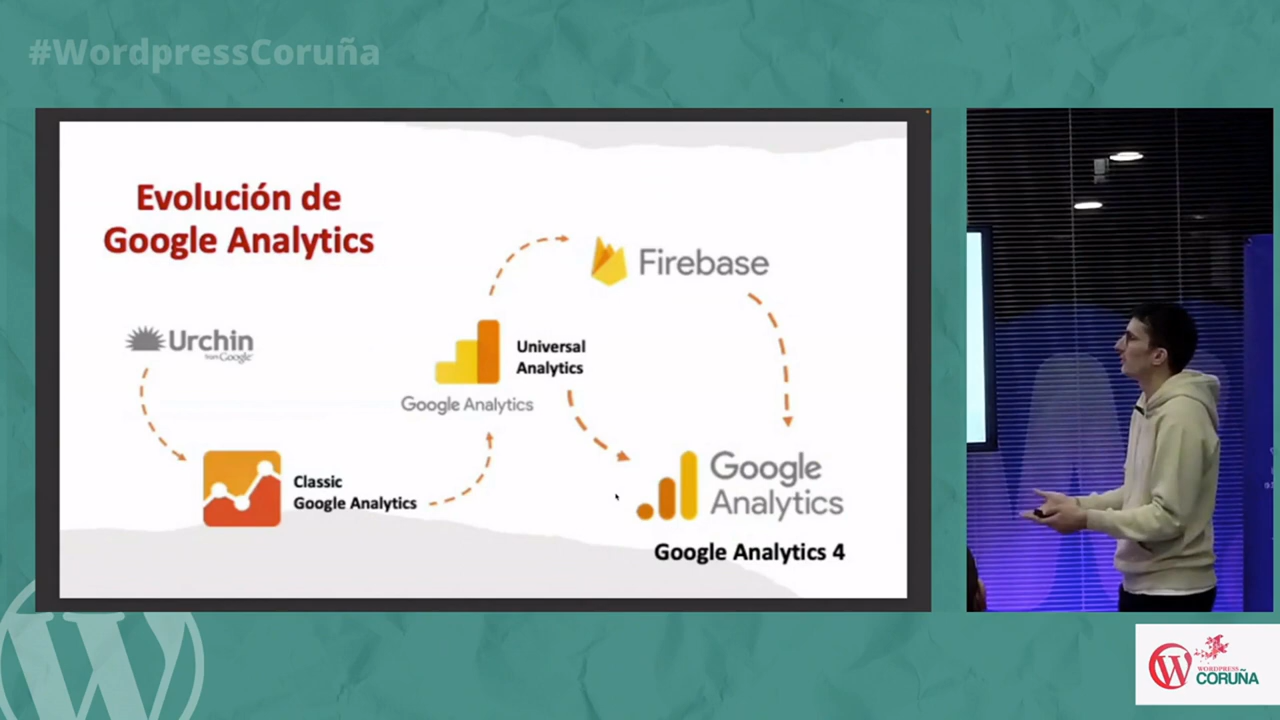 #WordpressCoruña
Evolución de
Google Analytics
Firebase
Urchin
from Google
Universal
Analytics
Google Analytics
Classic
Google Analytics
Google
Analytics
Google Analytics 4
WORDPRESS
CORUÑA